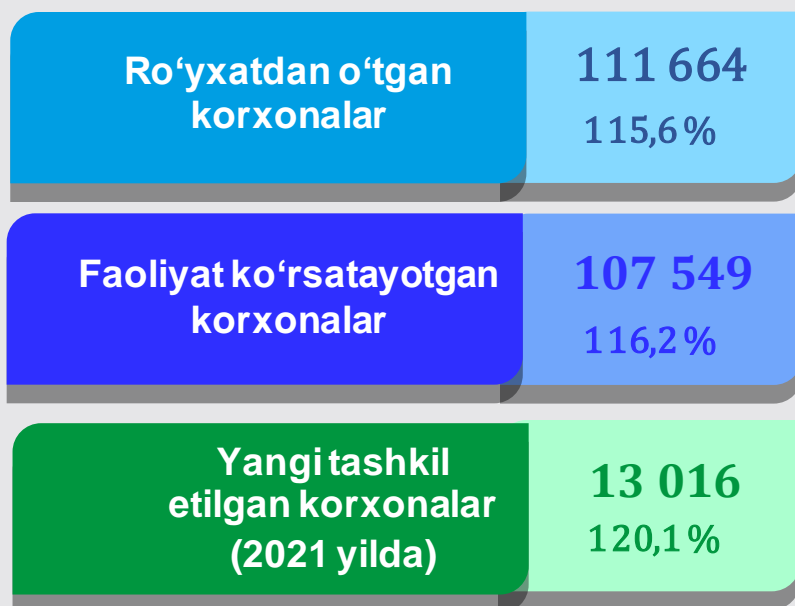 Ro‘yxatdan o‘tgan
korxonalar
111 664
115,6%
Faoliyat ko‘rsatayotgan
korxonalar
107 549
116,2%
Yangi tashkil
etilgan korxonalar
(2021 yilda)
13 016
120,1%